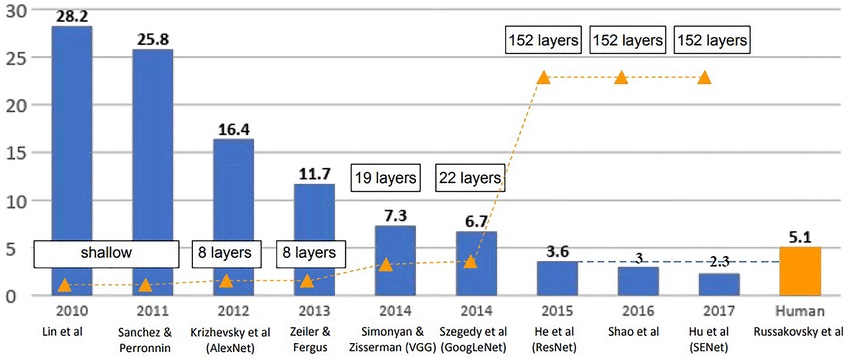 30
25
20
15
10
5
0
28.2
25.8
16.4
11.7
7.3
6.7
3.6
3
2.3
5.1
shallow
8 layers
8 layers
19 layers
22 layers
152 layers
152 layers
152 layers
2010
Lin et al
2011
Sanchez &
Perronnin
2012
Krizhevsky et al
(AlexNet)
2013
Zeiler &
Fergus
2014
Simonyan &
Zisserman (VGG)
2014
Szegedy et al
(GoogLeNet)
2015
He et al
(ResNet)
2016
Shao et al
2017
Hu et al
(SENet)
Human
Russakovsky et al